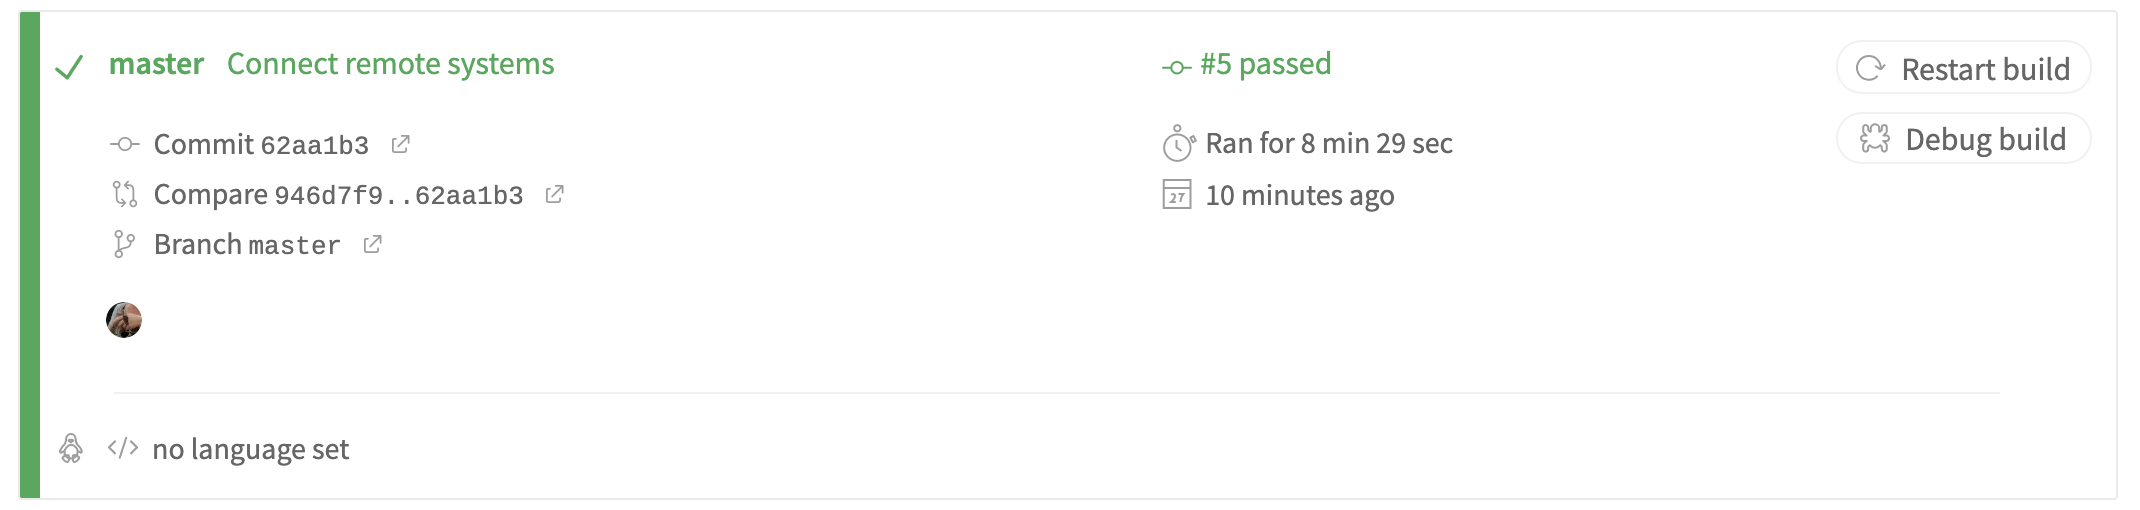 master Connect remote systems
#5 passed
Restart build
Commit 62aa1b3
Ran for 8 min 29 sec
Debug build
Compare 946d7f9..62aa1b3
27 10 minutes ago
Branch master
</> no language set